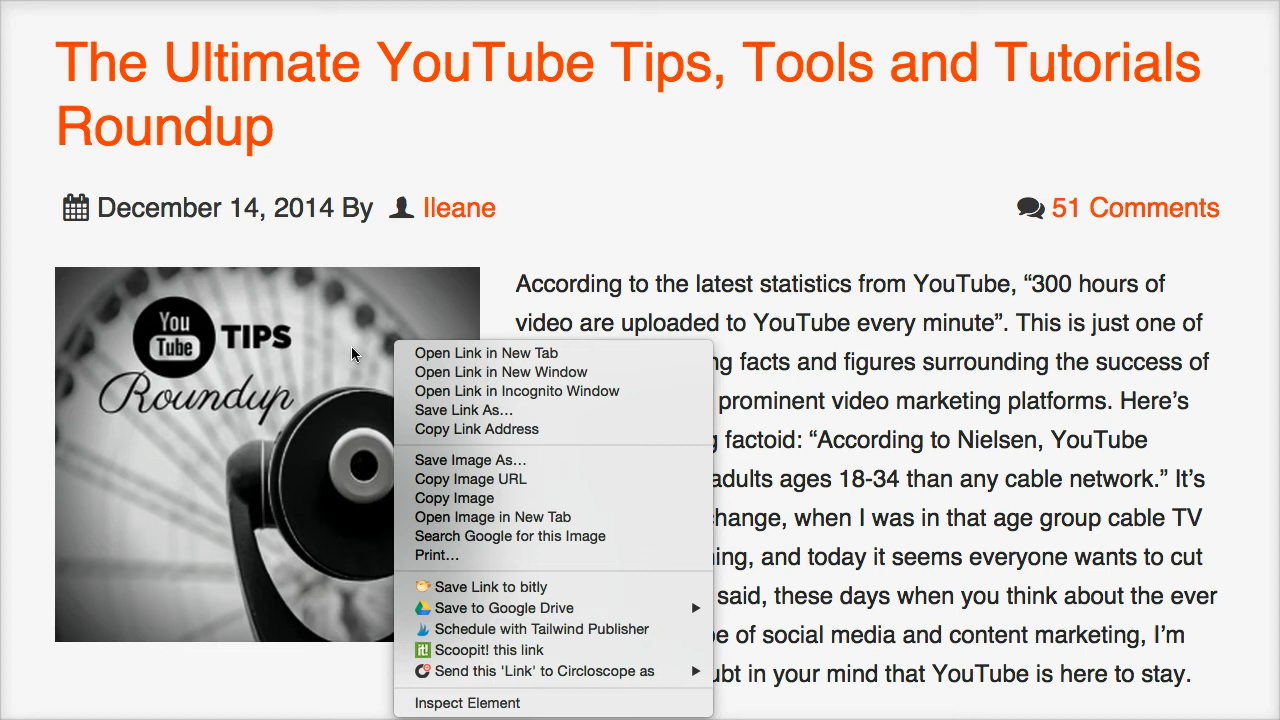 The Ultimate YouTube Tips, Tools and Tutorials
Roundup
December 14, 2014 By Ileane
51 Comments
You
Tube
TIPS
Roundup
According to the latest statistics from YouTube, “300 hours of
video are uploaded to YouTube every minute”. This is just one of
facts and figures surrounding the success of
prominent video marketing platforms. Here’s
factoid: “According to Nielsen, YouTube
adults ages 18-34 than any cable network.” It’s
when I was in that age group cable TV
and today it seems everyone wants to cut
said, these days when you think about the ever
of social media and content marketing, I’m
in your mind that YouTube is here to stay.
Open Link in New Tab
Open Link in New Window
Open Link in Incognito Window
Save Link As...
Copy Link Address
Save Image As...
Copy Image URL
Copy Image
Open Image in New Tab
Search Google for this Image
Print...
Save Link to bitly
Save to Google Drive
Schedule with Tailwind Publisher
it! Scoopit! this link
Send this 'Link' to Circloscope as
Inspect Element